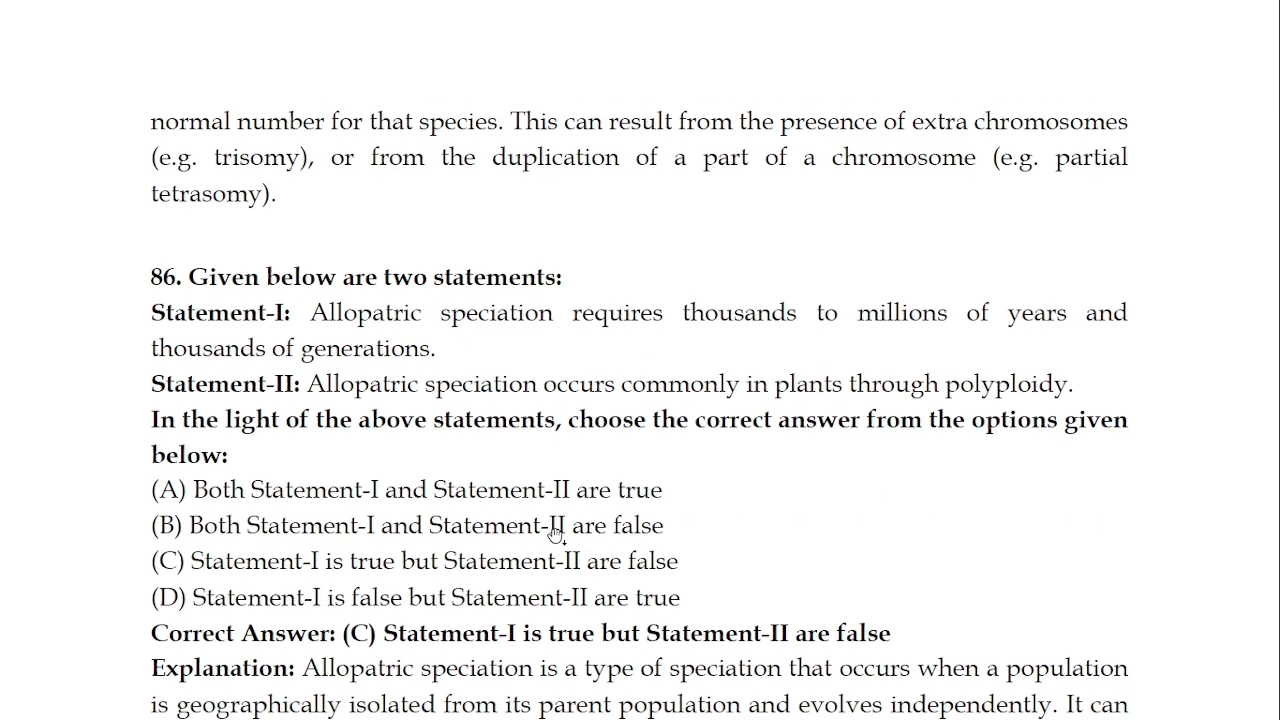 normal number for that species. This can result from the presence of extra chromosomes
(e.g. trisomy), or from the duplication of a part of a chromosome (e.g. partial
tetrasomy).
86. Given below are two statements:
Statement-I: Allopatric speciation requires thousands to millions of years and
thousands of generations.
Statement-II: Allopatric speciation occurs commonly in plants through polyploidy.
In the light of the above statements, choose the correct answer from the options given
below:
(A) Both Statement-I and Statement-II are true
(B) Both Statement-I and Statement-II are false
(C) Statement-I is true but Statement-II are false
(D) Statement-I is false but Statement-II are true
Correct Answer: (C) Statement-I is true but Statement-II are false
Explanation: Allopatric speciation is a type of speciation that occurs when a population
is geographically isolated from its parent population and evolves independently. It can